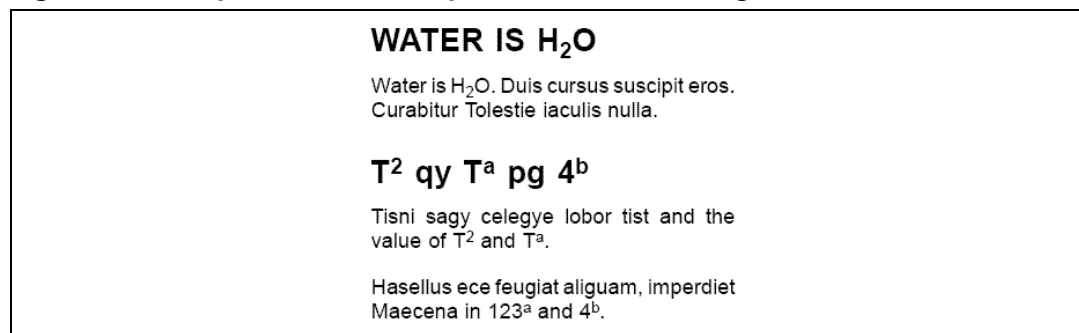 WATER IS H₂O
Water is H₂O. Duis cursus suscipit eros.
Curabitur Tolestie iaculis nulla.
T² qy Tᵃ pg 4ᵇ
Tisni sagy celegye lobor tist and the
value of T² and Tᵃ.
Hasellus ece feugiat aliguam, imperdiet
Maecena in 123ᵃ and 4ᵇ.